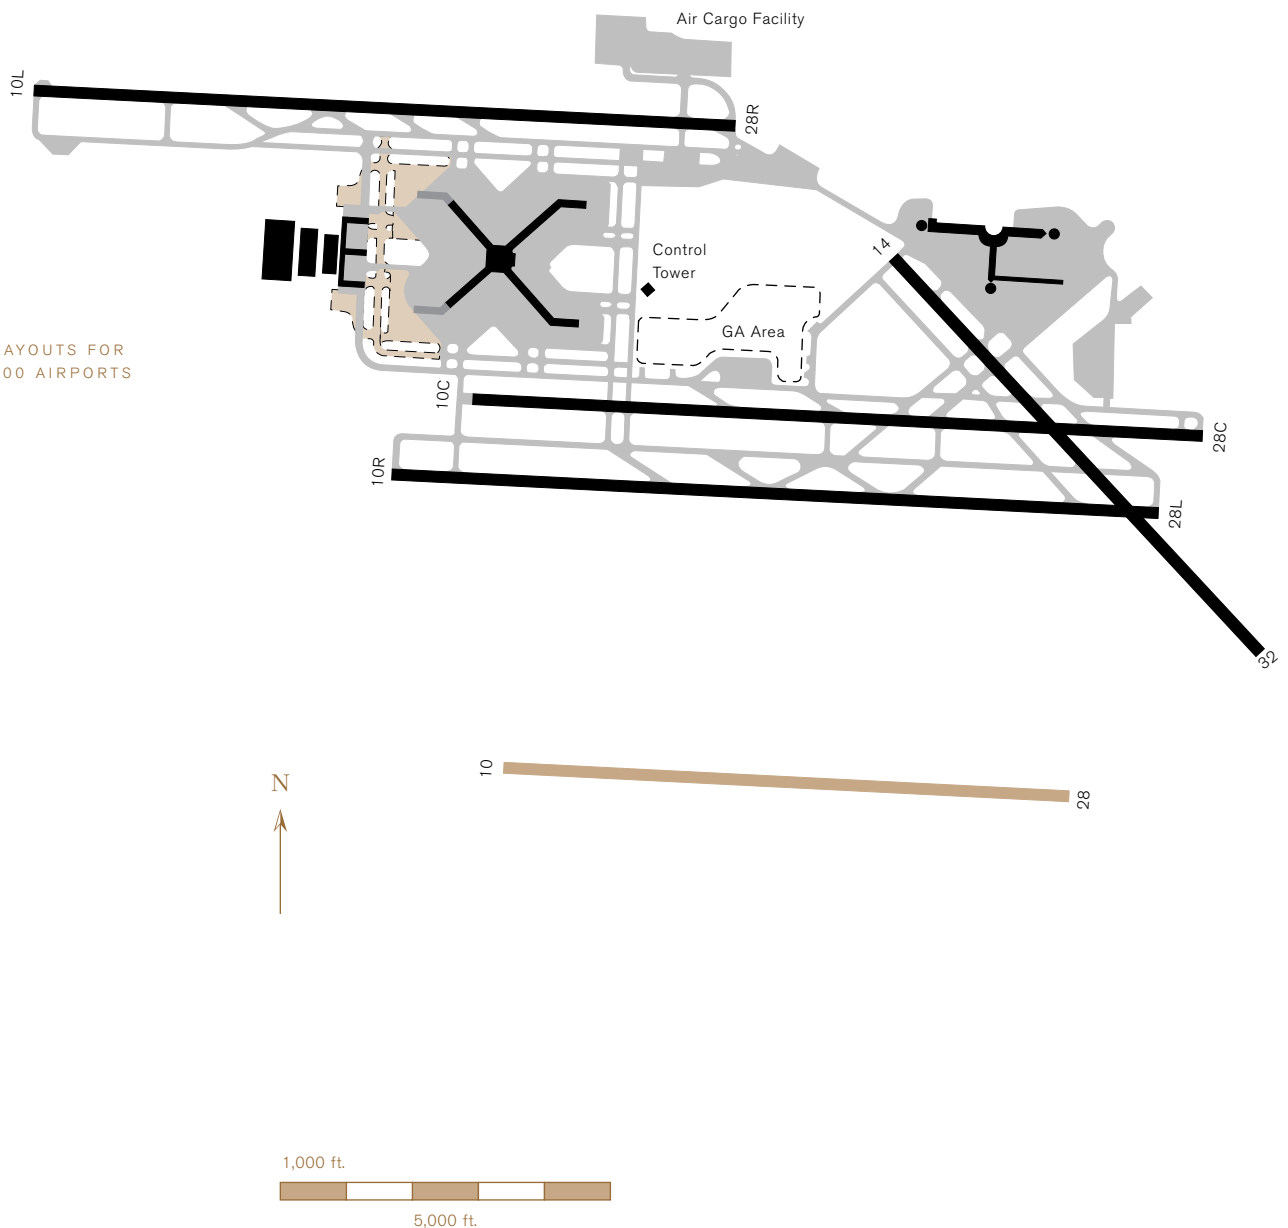 Air Cargo Facility
10L
28R
14
Control
Tower
GA Area
AYOUTS FOR
00 AIRPORTS
10C
28C
10R
28L
32
10
28
N
1,000 ft.
5,000 ft.